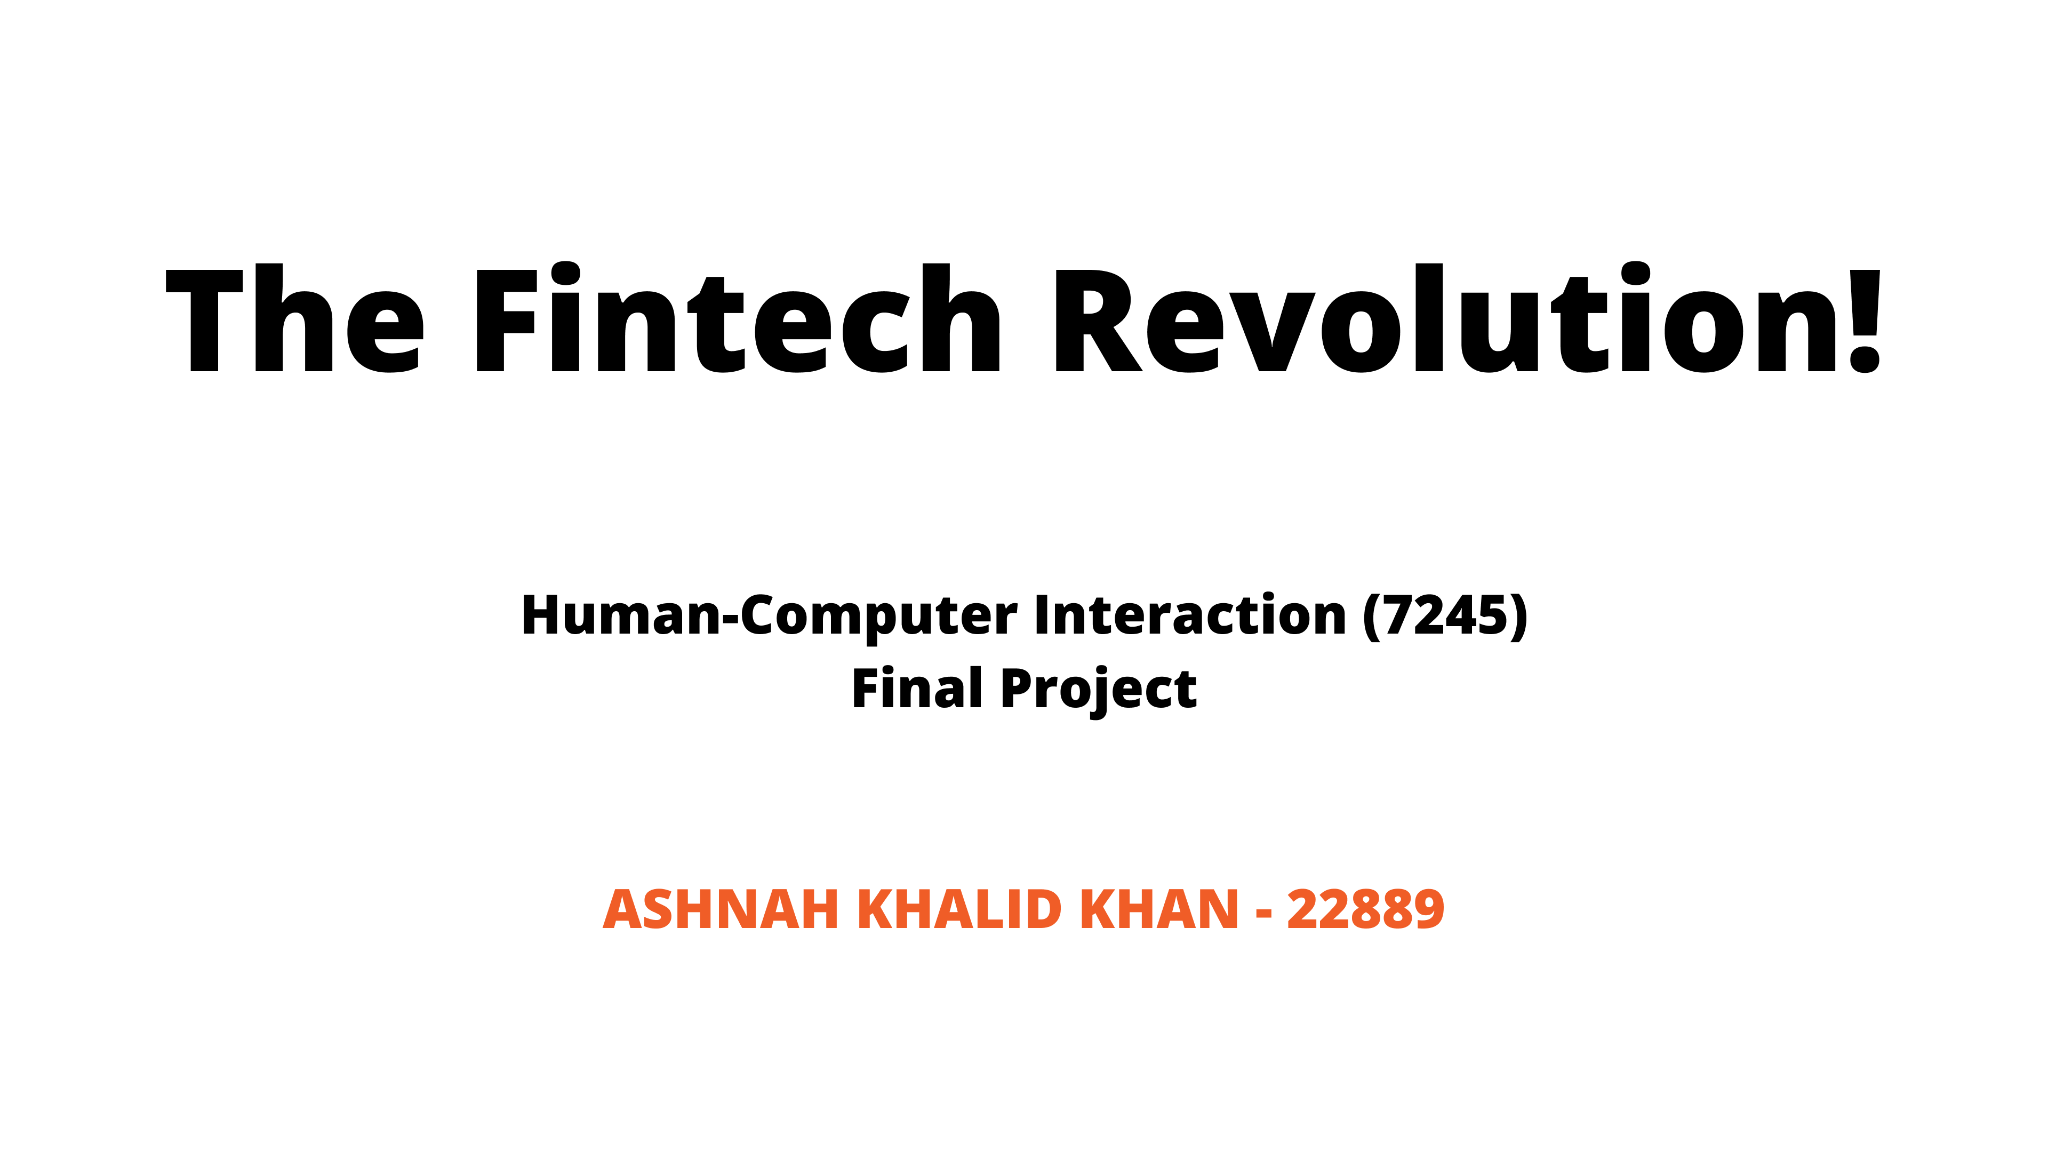 The Fintech Revolution!
Human-Computer Interaction (7245)
Final Project
ASHNAH KHALID KHAN - 22889